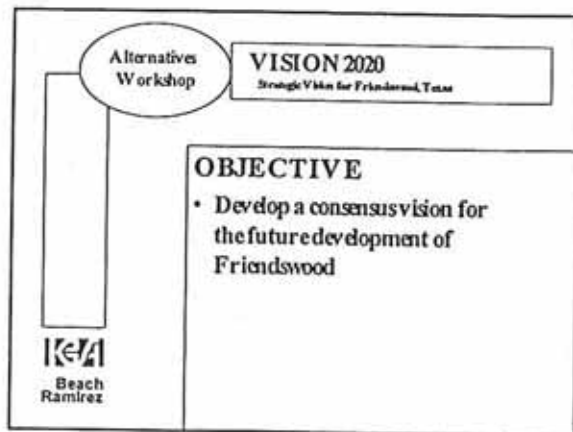 Alternatives
Workshop
VISION 2020
Strategic Vision for Friendswood, Texas
OBJECTIVE
• Develop a consensus vision for
the future development of
Friendswood
Beach
Ramirez